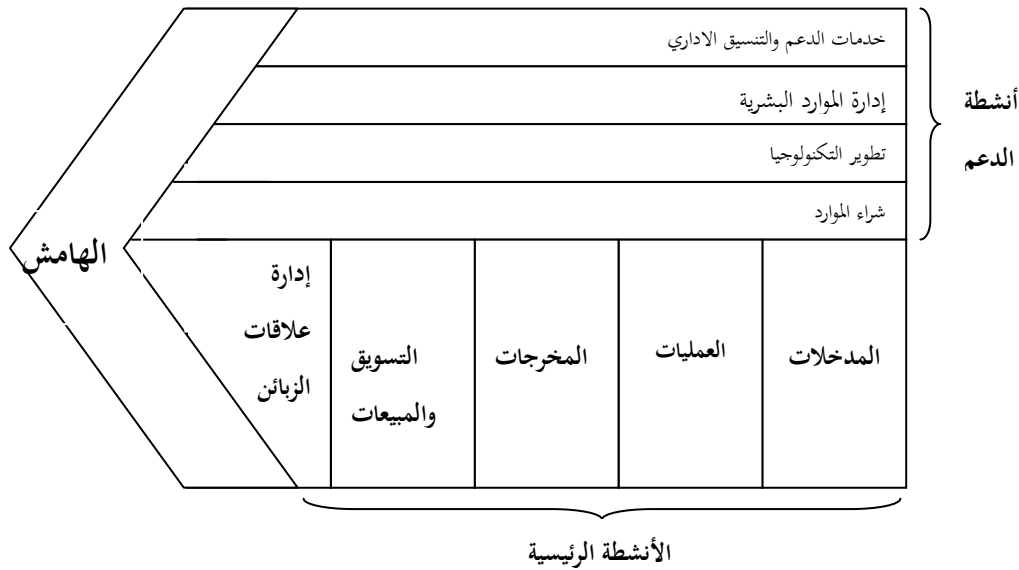 خدمات الدعم والتنسيق الاداري
إدارة الموارد البشرية
تطوير التكنولوجيا
شراء الموارد
أنشطة
الدعم
المدخلات
العمليات
المخرجات
التسويق
والمبيعات
إدارة
علاقات
الزبائن
الهامش
الأنشطة الرئيسية